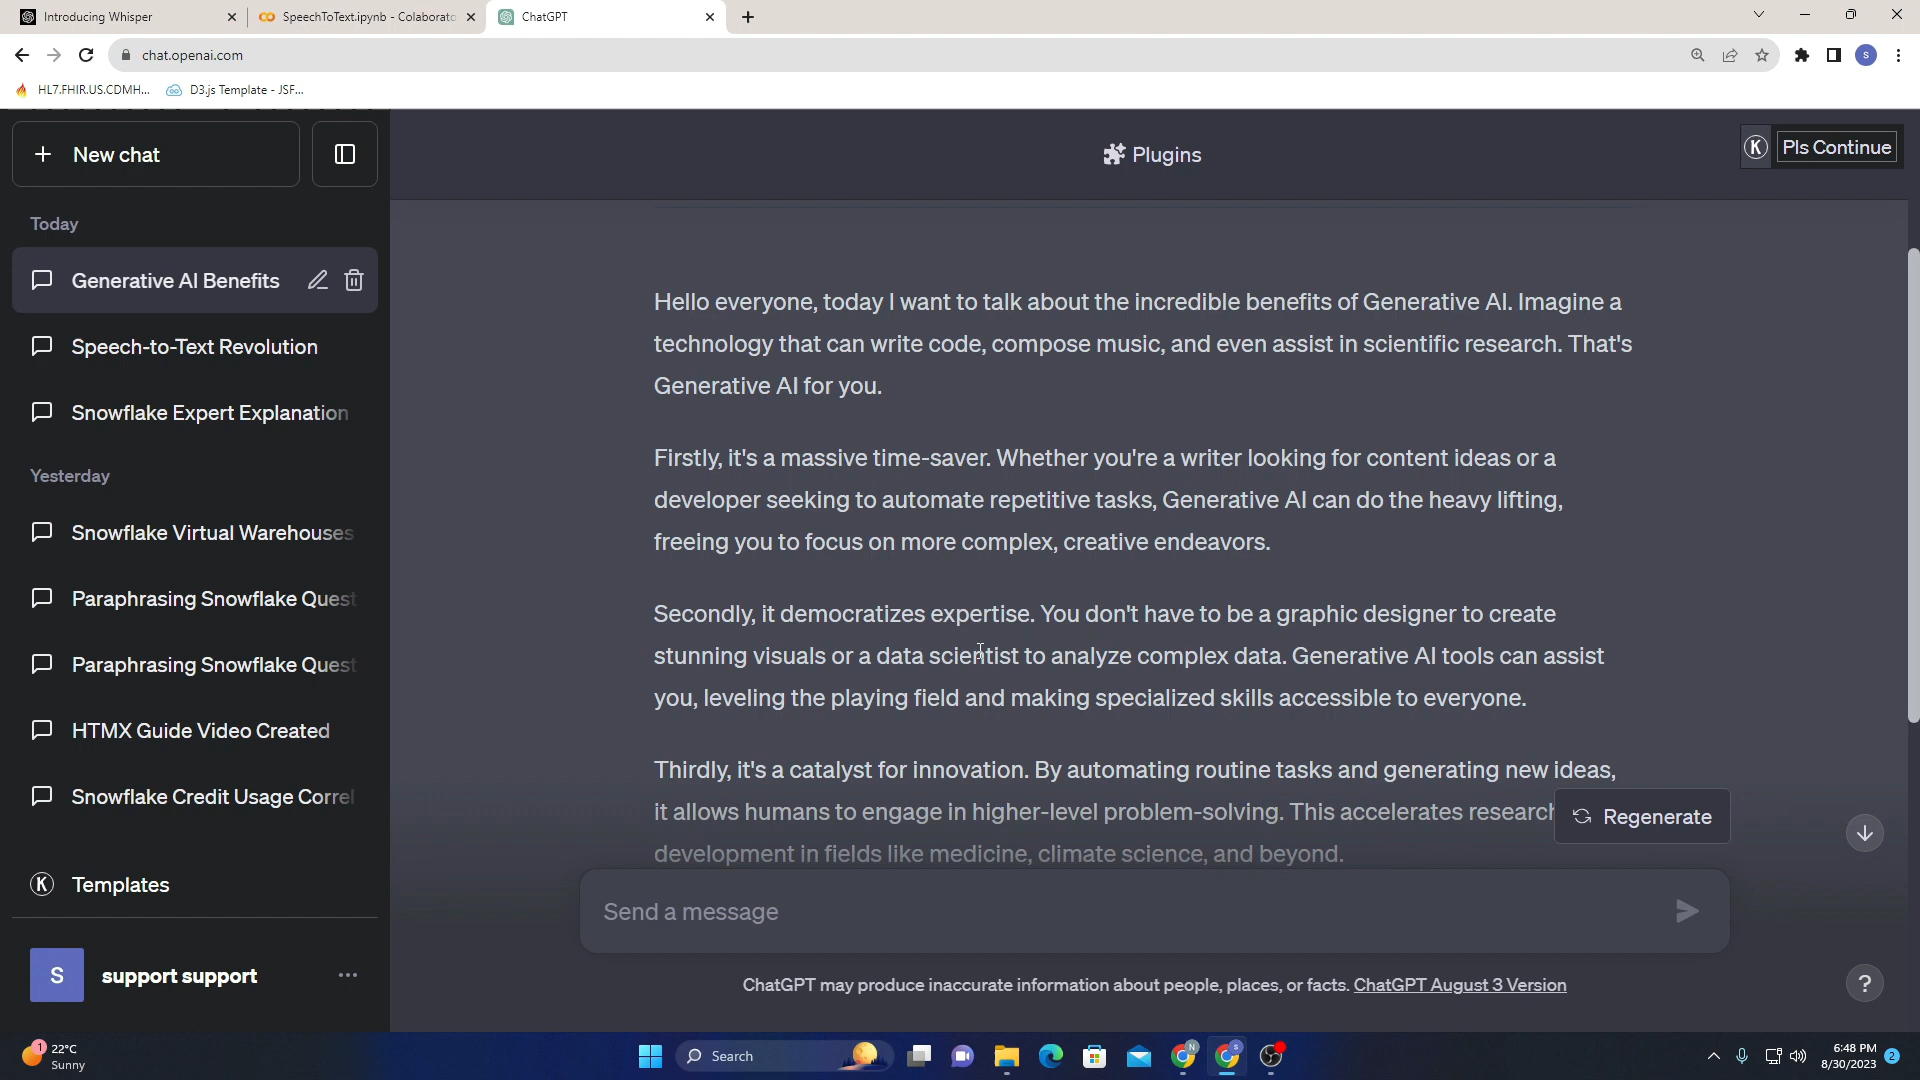 Introducing Whisper
SpeechToText.ipynb - Colaborato
ChatGPT
chat.openai.com
S
HL7.FHIR.US.CDMH...
D3.js Template - JSF...
New chat
Plugins
K Pls Continue
Today
Generative AI Benefits
Speech-to-Text Revolution
Snowflake Expert Explanation
Yesterday
Snowflake Virtual Warehouses
Paraphrasing Snowflake Quest
Paraphrasing Snowflake Quest
HTMX Guide Video Created
Snowflake Credit Usage Correl
K Templates
S support support
Hello everyone, today I want to talk about the incredible benefits of Generative AI. Imagine a
technology that can write code, compose music, and even assist in scientific research. That's
Generative AI for you.
Firstly, it's a massive time-saver. Whether you're a writer looking for content ideas or a
developer seeking to automate repetitive tasks, Generative AI can do the heavy lifting,
freeing you to focus on more complex, creative endeavors.
Secondly, it democratizes expertise. You don't have to be a graphic designer to create
stunning visuals or a data scientist to analyze complex data. Generative AI tools can assist
you, leveling the playing field and making specialized skills accessible to everyone.
Thirdly, it's a catalyst for innovation. By automating routine tasks and generating new ideas,
it allows humans to engage in higher-level problem-solving. This accelerates research
development in fields like medicine, climate science, and beyond.
Regenerate
Send a message
ChatGPT may produce inaccurate information about people, places, or facts. ChatGPT August 3 Version
?
1
22°C
Sunny
Search
N
S
6:48 PM
8/30/2023
2